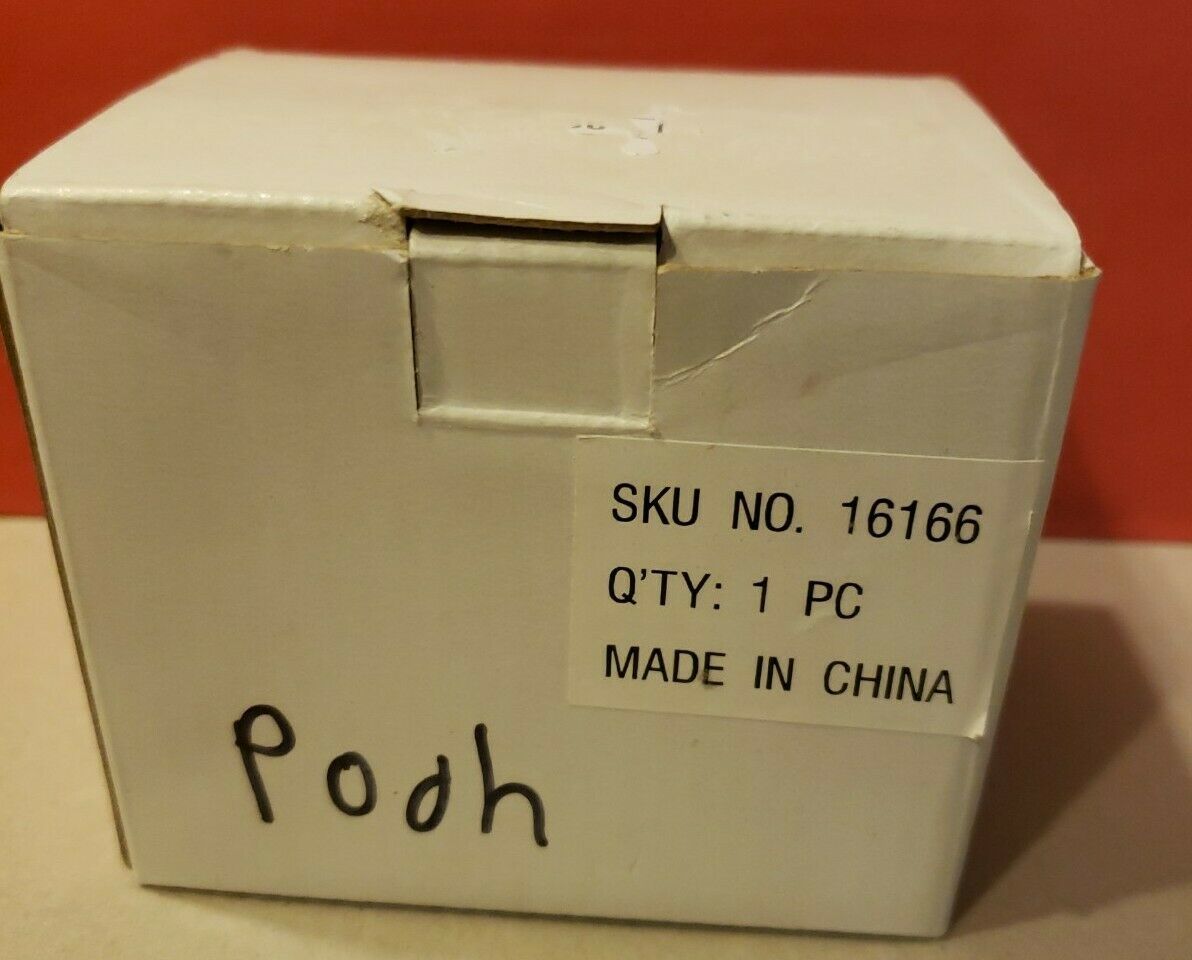 SKU NO. 16166
Q'TY: 1 PC
MADE IN CHINA
Pooh